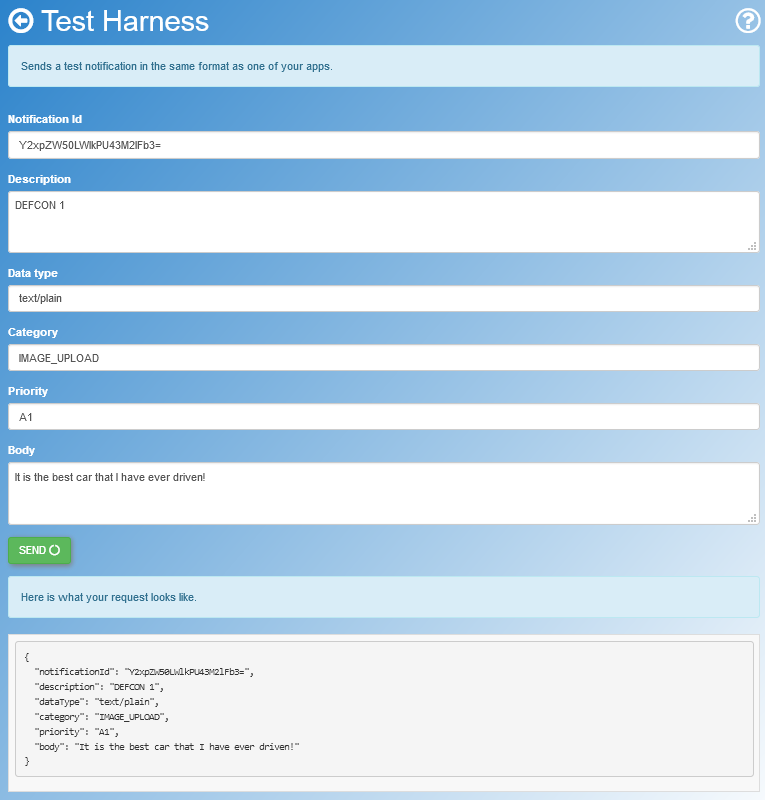 Test Harness
Sends a test notification in the same format as one of your apps.
Notification Id
Y2xpZW50LWlkPU43M2lFb3=
Description
DEFCON 1
Data type
text/plain
Category
IMAGE_UPLOAD
Priority
A1
Body
It is the best car that I have ever driven!
SEND
Here is what your request looks like.
{
"notificationId": "Y2xpZW50LWlkPU43M2lFb3=",
"description": "DEFCON 1",
"dataType": "text/plain",
"category": "IMAGE_UPLOAD",
"priority": "A1",
"body": "It is the best car that I have ever driven!"
}